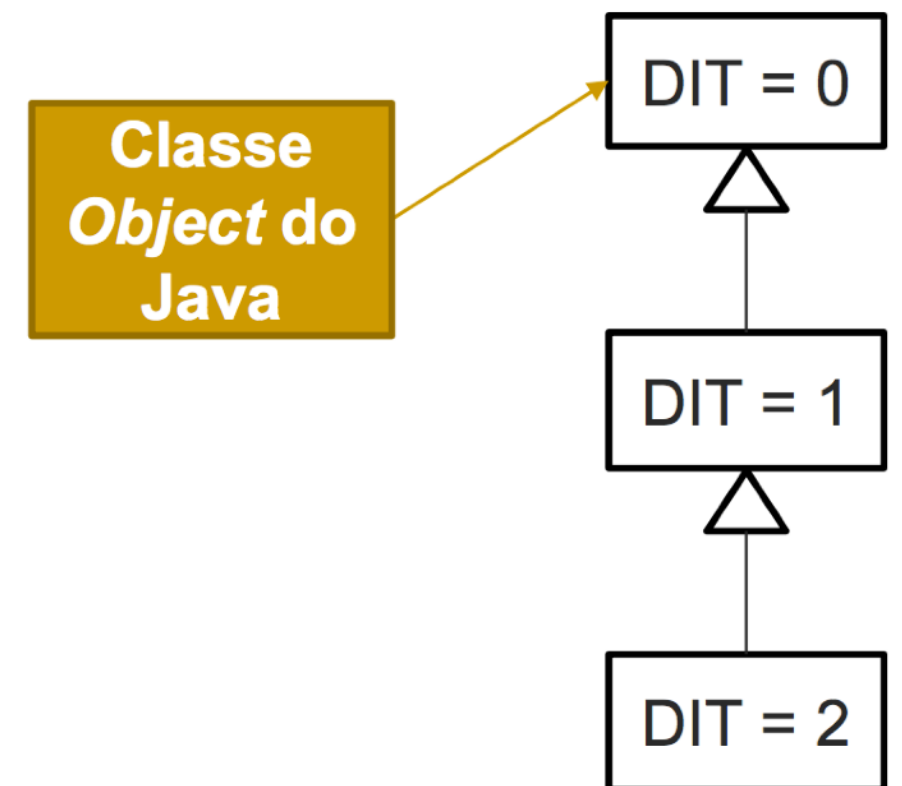 DIT = 0
Classe
Object do
Java
DIT = 1
DIT = 2